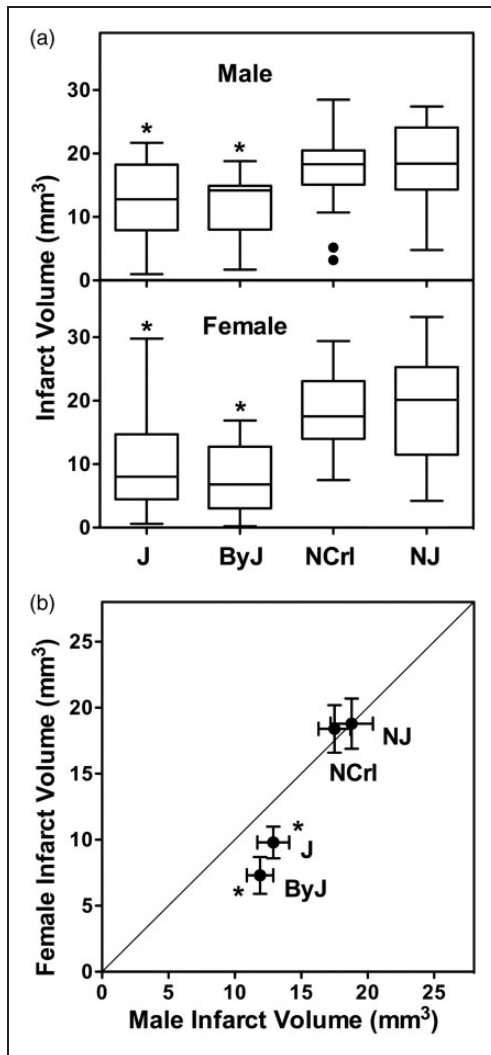 (a)
Male
30
20
10
0
* *
Infarct Volume (mm³)
Female
30
20
10
0
* *
J ByJ NCrl NJ
(b)
Female Infarct Volume (mm³)
25
20
15
10
5
0
NJ
NCrl
* J
* ByJ
0 5 10 15 20 25
Male Infarct Volume (mm³)